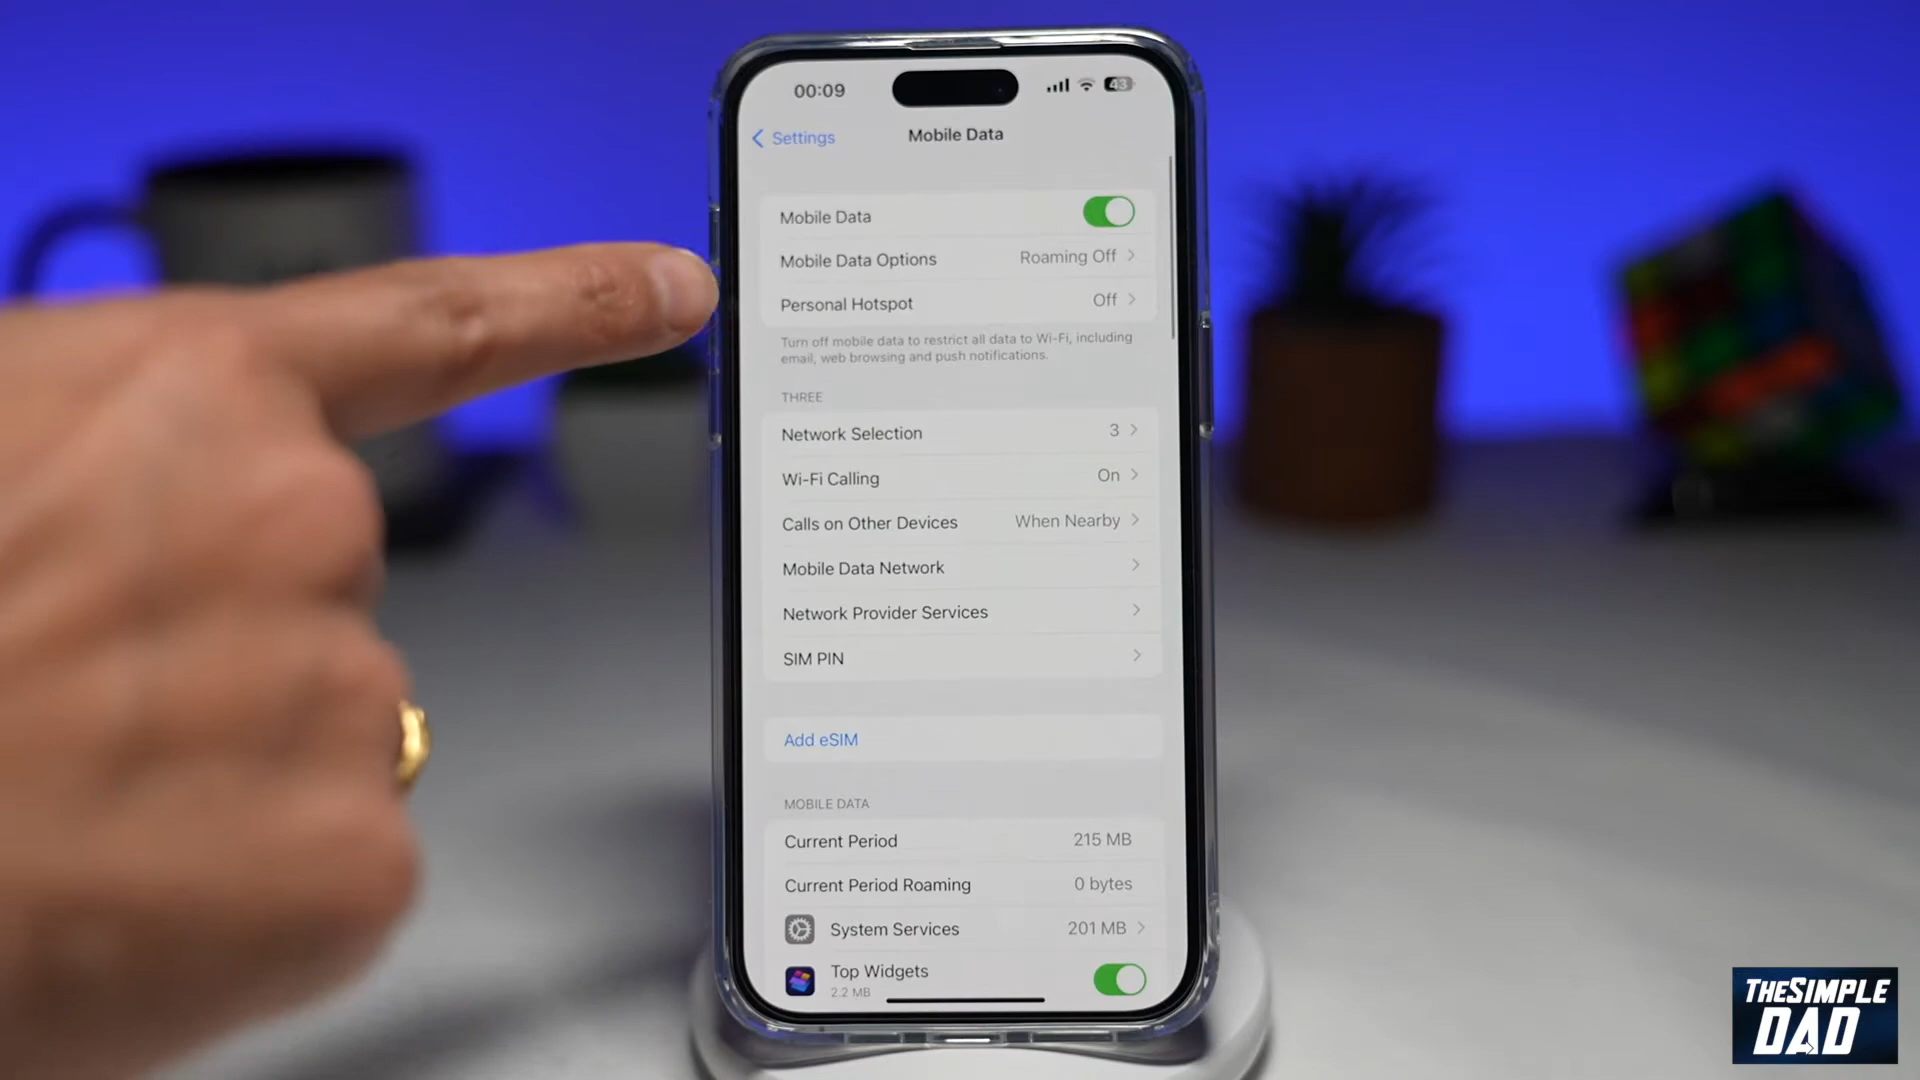 00:09
43
Settings
Mobile Data
Mobile Data
Mobile Data Options Roaming Off
Personal Hotspot Off
Turn off mobile data to restrict all data to Wi-Fi, including
email, web browsing and push notifications.
THREE
Network Selection 3
Wi-Fi Calling On
Calls on Other Devices When Nearby
Mobile Data Network
Network Provider Services
SIM PIN
Add eSIM
MOBILE DATA
Current Period 215 MB
Current Period Roaming 0 bytes
System Services 201 MB
Top Widgets
2.2 MB
THESIMPLE
DAD